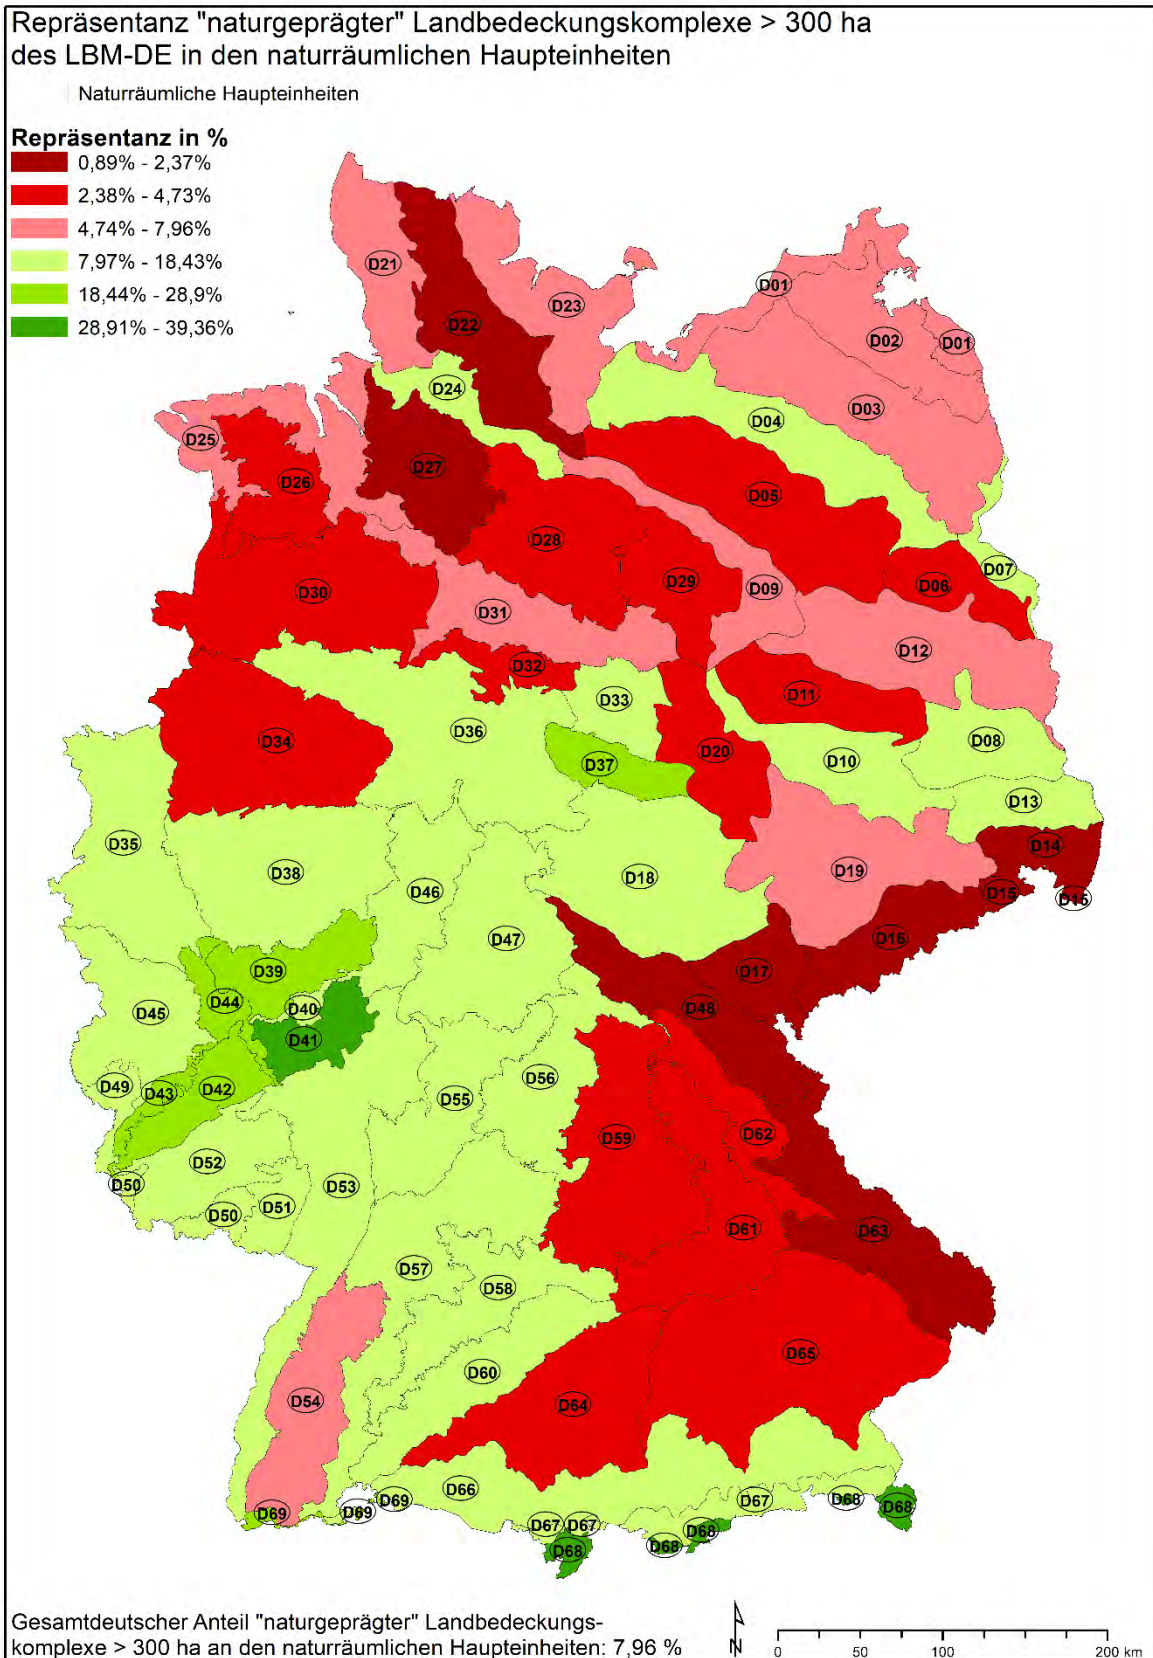 Repräsentanz "naturgeprägter" Landbedeckungskomplexe > 300 ha
des LBM-DE in den naturräumlichen Haupteinheiten
Naturräumliche Haupteinheiten
Repräsentanz in %
0,89% - 2,37%
2,38% - 4,73%
4,74% - 7,96%
7,97% - 18,43%
18,44% - 28,9%
28,91% - 39,36%
D21
D01
D23
D22
D02
D01
D24
D03
D04
D25
D27
D26
D05
D28
D07
D29
D06
D09
D30
D31
D12
D32
D11
D33
D36
D34
D08
D20
D10
D37
D13
D35
D14
D38
D19
D18
D46
D15
D15
D47
D16
D39
D17
D44
D40
D48
D45
D41
D56
D49
D43
D42
D55
D62
D59
D52
D50
D53
D51
D50
D61
D63
D57
D58
D65
D60
D54
D64
D66
D69
D67
D68
D68
D69
D69
D67
D67
D68
D68
D68
Gesamtdeutscher Anteil "naturgeprägter" Landbedeckungs-
komplexe > 300 ha an den naturräumlichen Haupteinheiten: 7,96 %
N
0 50 100 200 km